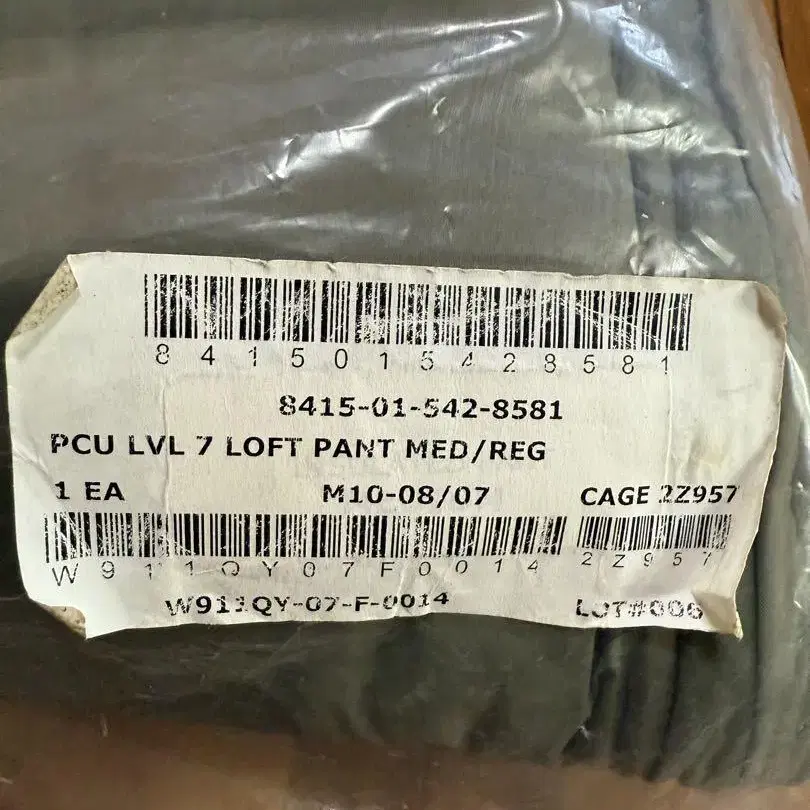 8415015428581
8415-01-542-8581
PCU LVL 7 LOFT PANT MED/REG
1 EA M10-08/07 CAGE 2Z957
W911QY07F0014 2Z957
W911QY-07-F-0014 LOT#006